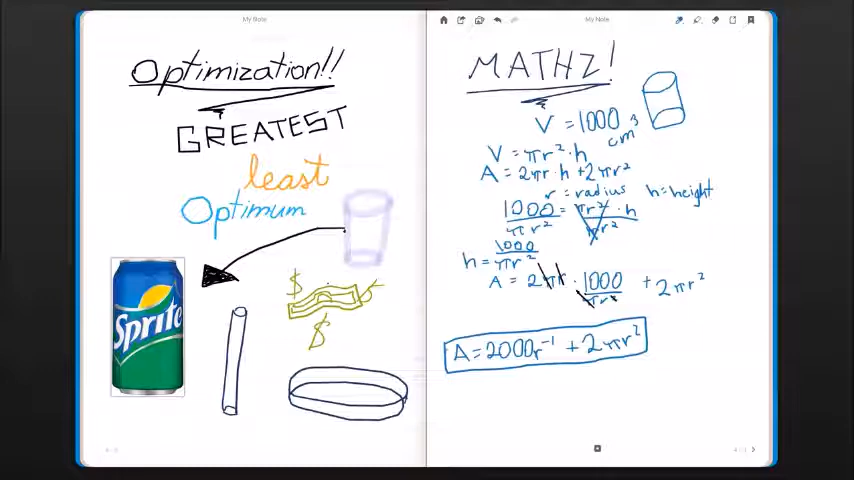 My Note
Optimization!!
GREATEST
least
Optimum
Sprite
$
$
My Note
MATHZ!
V = 1000 cm³
V = πr²·h
A = 2πr·h + 2πr²
r = radius h = height
1000/πr² = πr²·h/πr²
h = 1000/πr²
A = 2πr · 1000/πr² + 2πr²
A = 2000r⁻¹ + 2πr²